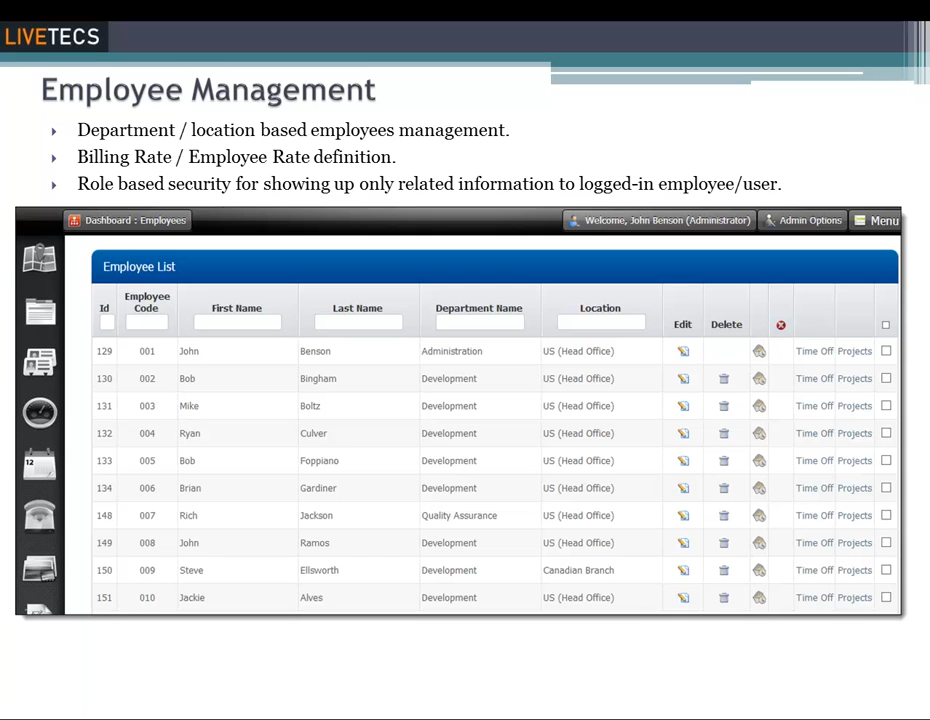 LIVETECS
Employee Management
Department / location based employees management.
Billing Rate / Employee Rate definition.
Role based security for showing up only related information to logged-in employee/user.
Dashboard : Employees Welcome, John Benson (Administrator) Admin Options Menu
Employee List
Id Employee Code First Name Last Name Department Name Location Edit Delete
129 001 John Benson Administration US (Head Office) Time Off Projects
130 002 Bob Bingham Development US (Head Office) Time Off Projects
131 003 Mike Boltz Development US (Head Office) Time Off Projects
132 004 Ryan Culver Development US (Head Office) Time Off Projects
133 005 Bob Foppiano Development US (Head Office) Time Off Projects
134 006 Brian Gardiner Development US (Head Office) Time Off Projects
148 007 Rich Jackson Quality Assurance US (Head Office) Time Off Projects
149 008 John Ramos Development US (Head Office) Time Off Projects
150 009 Steve Ellsworth Development Canadian Branch Time Off Projects
151 010 Jackie Alves Development US (Head Office) Time Off Projects
12